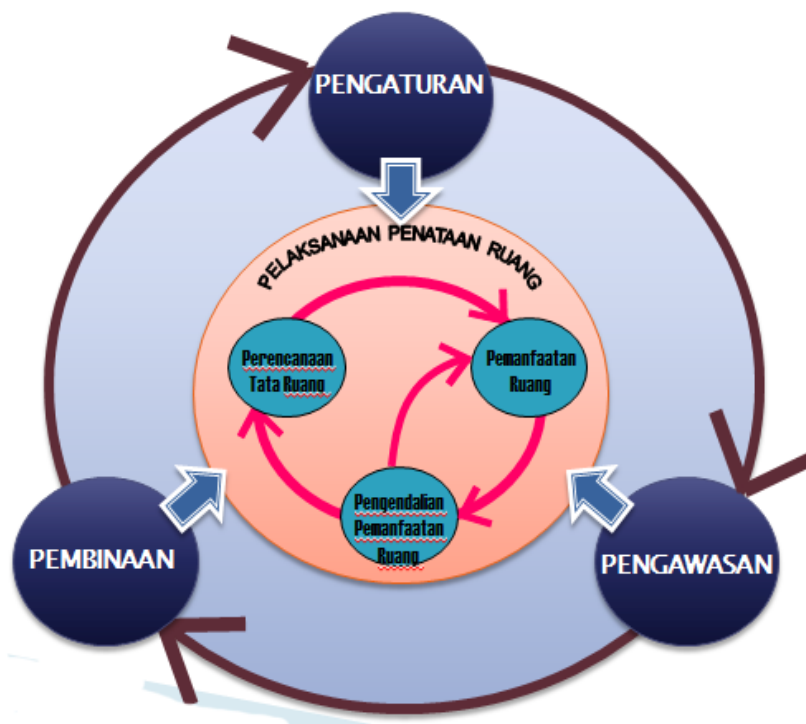 PENGATURAN
PELAKSANAAN PENATAAN RUANG
Perencanaan
Tata Ruang
Pemanfaatan
Ruang
Pengendalian
Pemanfaatan
Ruang
PEMBINAAN
PENGAWASAN